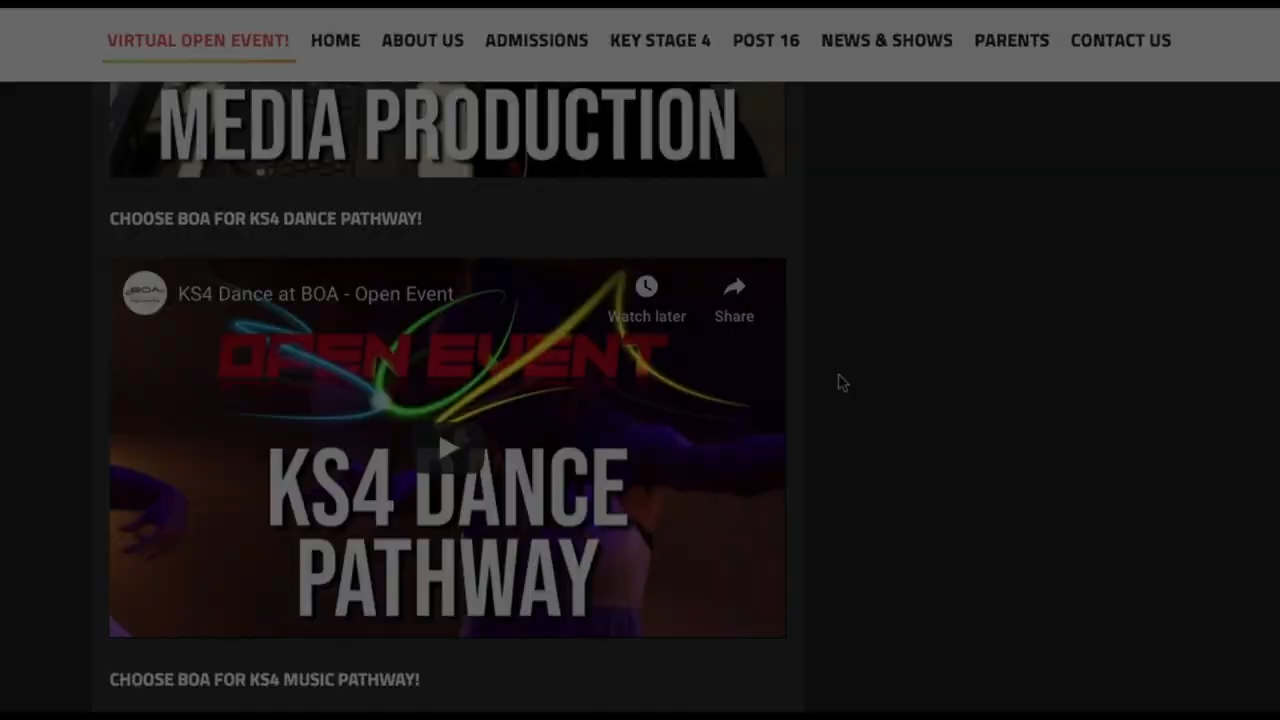 VIRTUAL OPEN EVENT! HOME ABOUT US ADMISSIONS KEY STAGE 4 POST 16 NEWS & SHOWS PARENTS CONTACT US
MEDIA PRODUCTION
CHOOSE BOA FOR KS4 DANCE PATHWAY!
BOA KS4 Dance at BOA - Open Event
Watch later Share
OPEN EVENT
KS4 DANCE
PATHWAY
CHOOSE BOA FOR KS4 MUSIC PATHWAY!